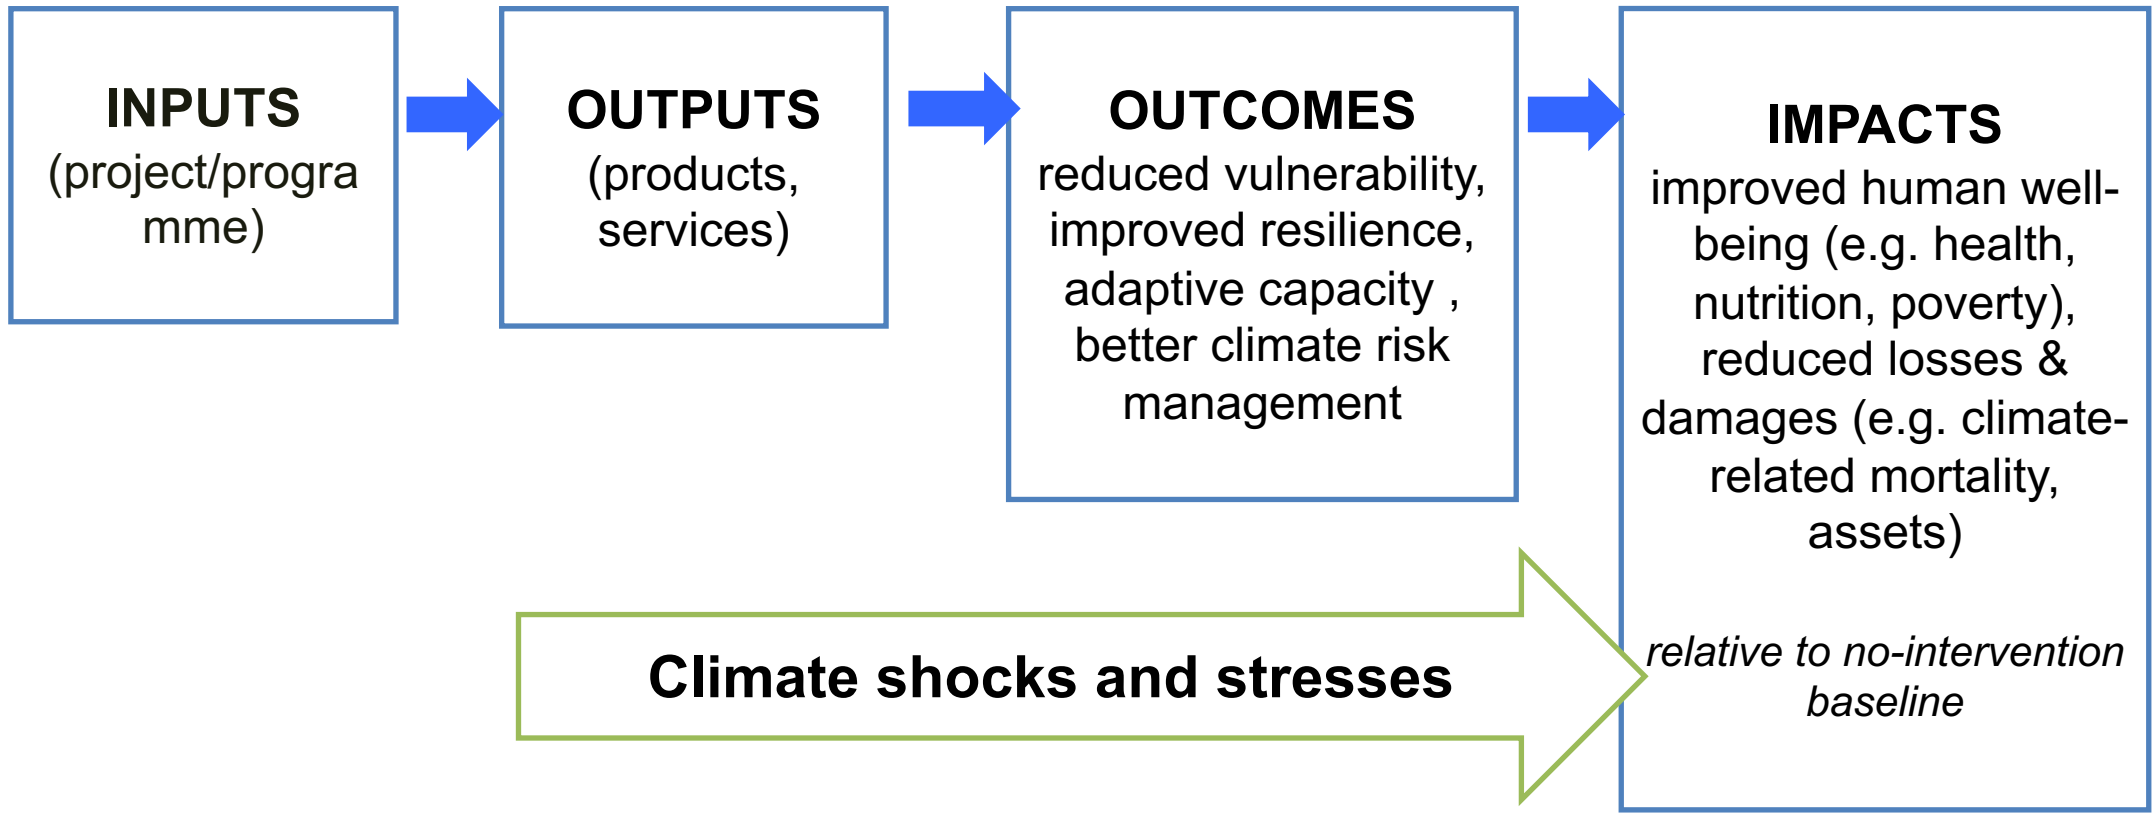 INPUTS
(project/progra
mme)
OUTPUTS
(products,
services)
OUTCOMES
reduced vulnerability,
improved resilience,
adaptive capacity ,
better climate risk
management
IMPACTS
improved human well-
being (e.g. health,
nutrition, poverty),
reduced losses &
damages (e.g. climate-
related mortality,
assets)
relative to no-intervention
baseline
Climate shocks and stresses